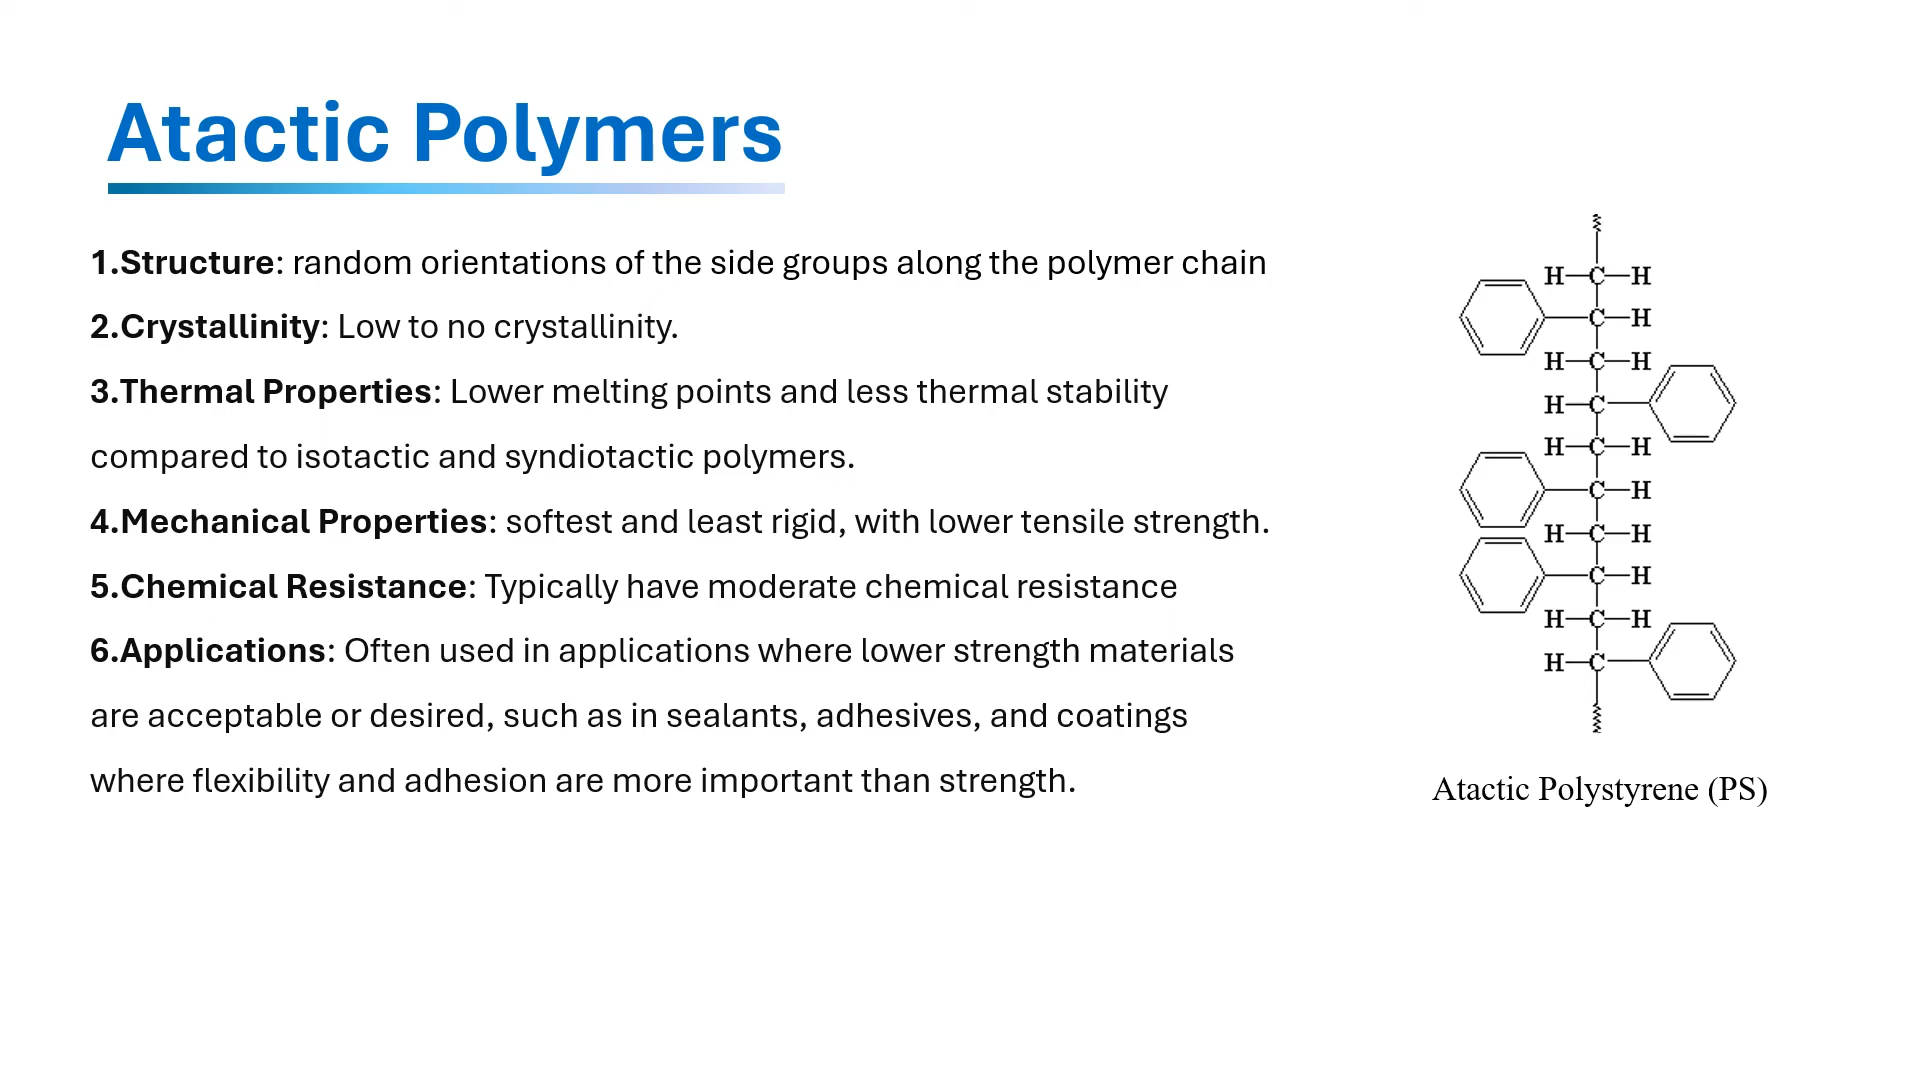 Atactic Polymers
1.Structure: random orientations of the side groups along the polymer chain
2.Crystallinity: Low to no crystallinity.
3.Thermal Properties: Lower melting points and less thermal stability
compared to isotactic and syndiotactic polymers.
4.Mechanical Properties: softest and least rigid, with lower tensile strength.
5.Chemical Resistance: Typically have moderate chemical resistance
6.Applications: Often used in applications where lower strength materials
are acceptable or desired, such as in sealants, adhesives, and coatings
where flexibility and adhesion are more important than strength.
H C H
C H
H C H
H C
H C H
C H
H C H
C H
H C H
H C
Atactic Polystyrene (PS)